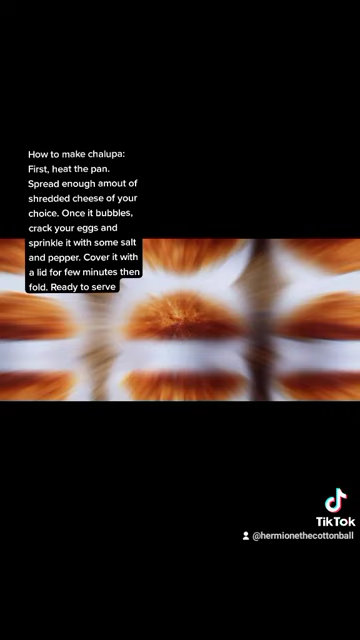 How to make chalupa:
First, heat the pan.
Spread enough amout of
shredded cheese of your
choice. Once it bubbles,
crack your eggs and
sprinkle it with some salt
and pepper. Cover it with
a lid for few minutes then
fold. Ready to serve
TikTok
@hermionethecottonball